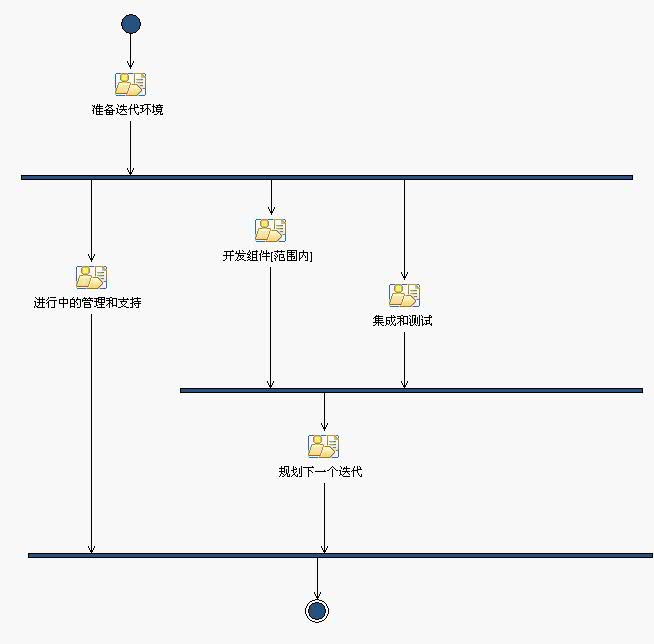 准备迭代环境
开发组件[范围内]
进行中的管理和支持
集成和测试
规划下一个迭代